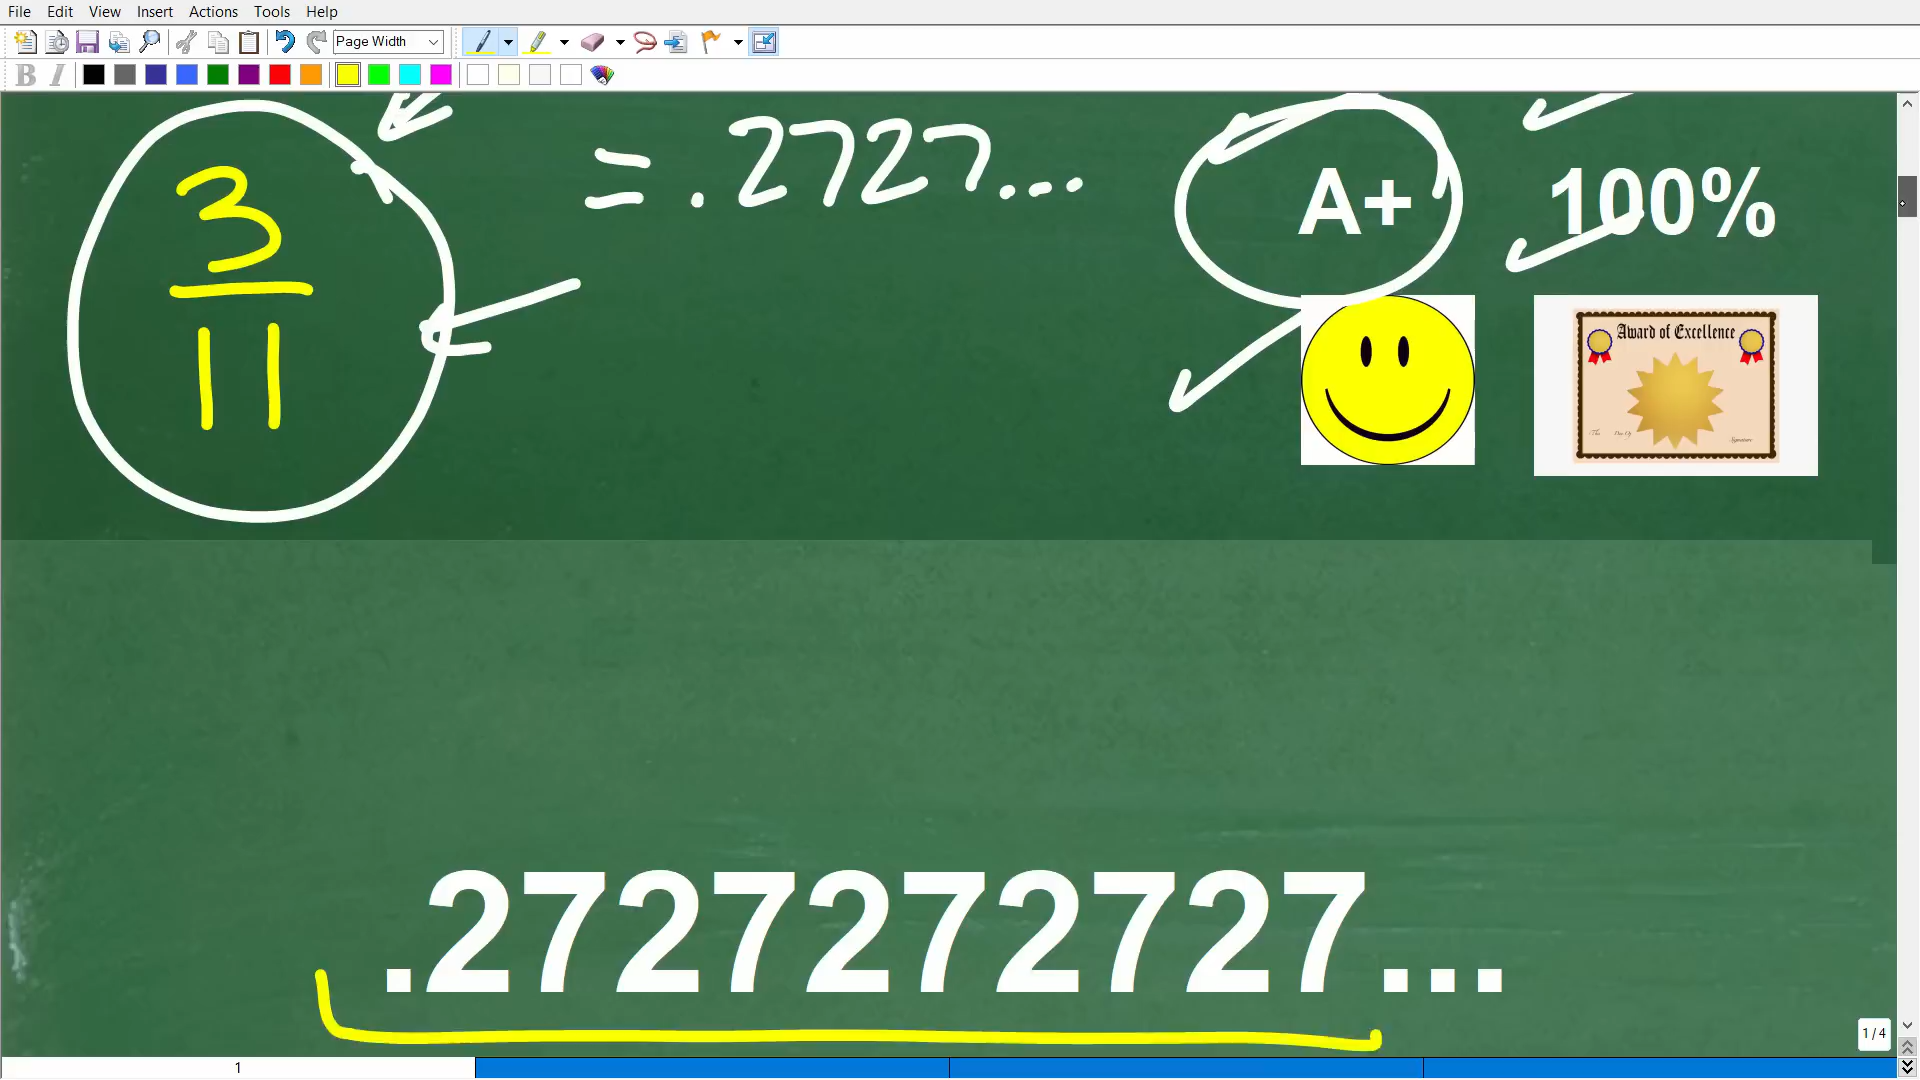 File Edit View Insert Actions Tools Help
Page Width
B I
3
11
= .2727...
A+
100%
Award of Excellence
.2727272727...
1 / 4
1